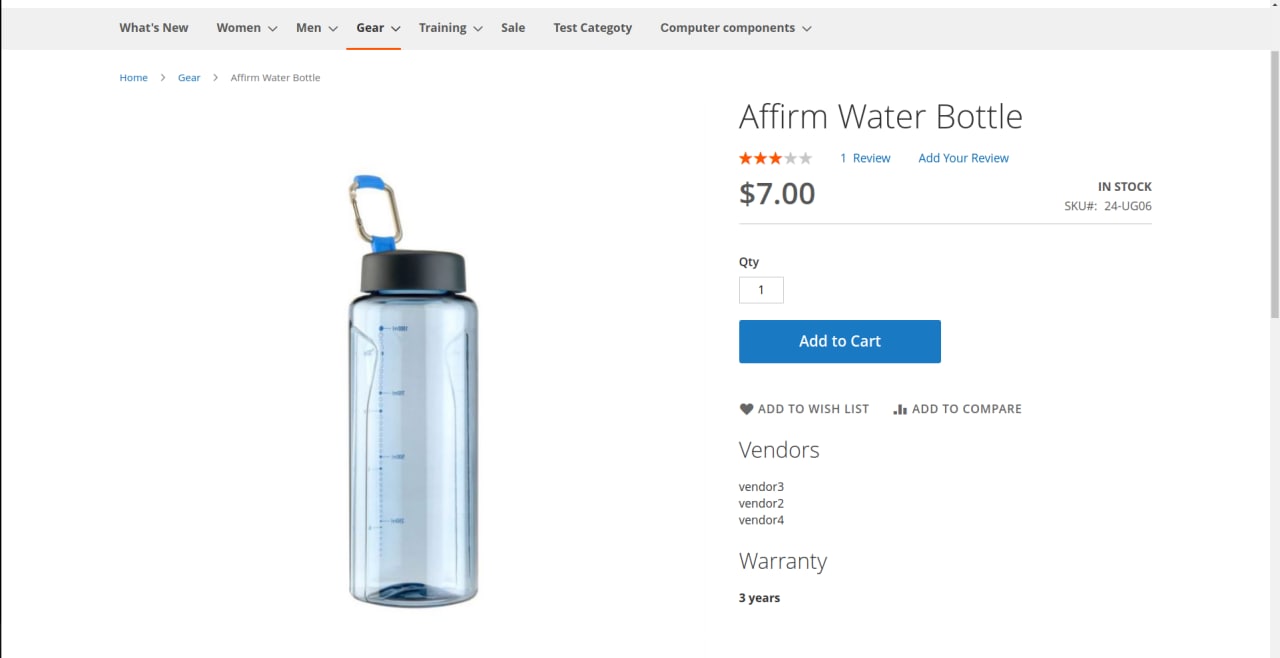 What's New Women Men Gear Training Sale Test Categoty Computer components
Home > Gear > Affirm Water Bottle
Affirm Water Bottle
1 Review Add Your Review
$7.00
IN STOCK
SKU#: 24-UG06
Qty
1
Add to Cart
ADD TO WISH LIST ADD TO COMPARE
Vendors
vendor3
vendor2
vendor4
Warranty
3 years